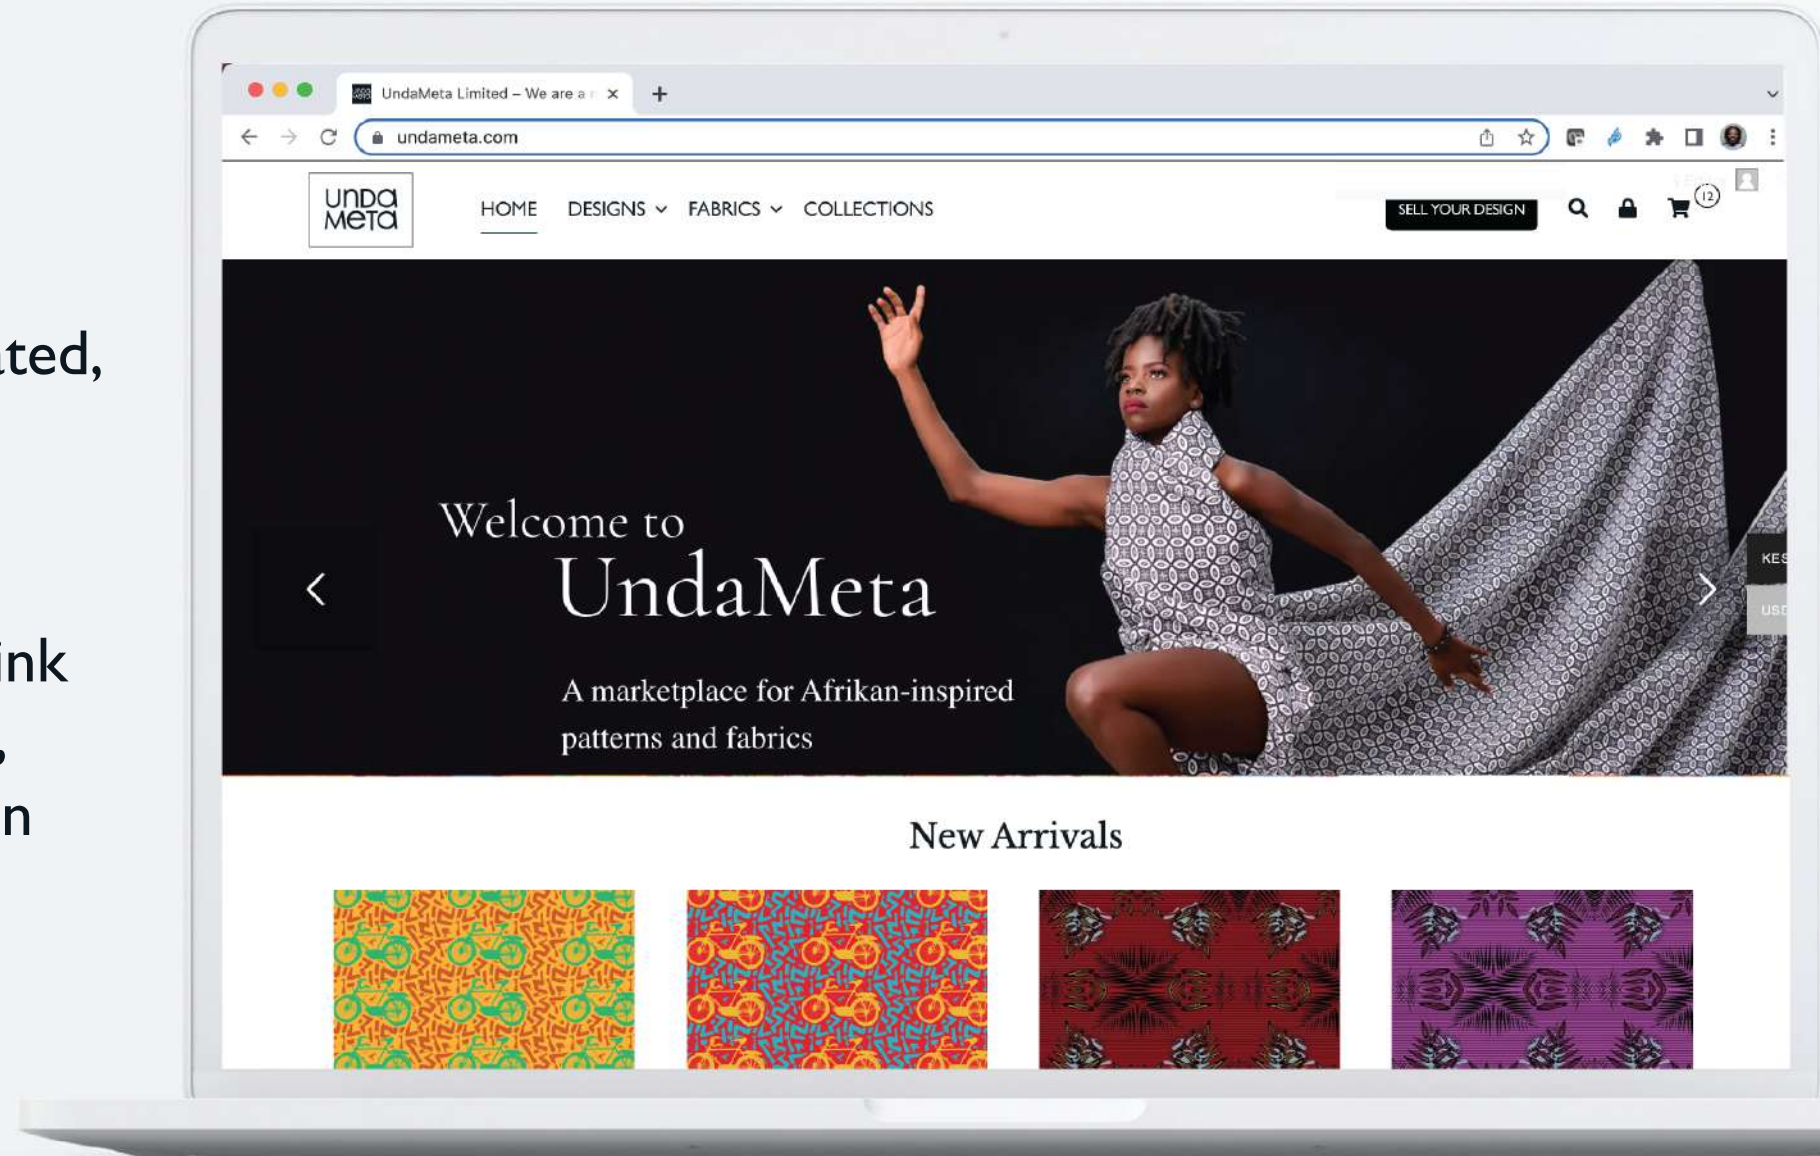 ated,
ink
,
n
UndaMeta Limited – We are a
undameta.com
UNDA
META
HOME DESIGNS FABRICS COLLECTIONS
SELL YOUR DESIGN
12
Welcome to
UndaMeta
A marketplace for Afrikan-inspired
patterns and fabrics
KES
USD
New Arrivals